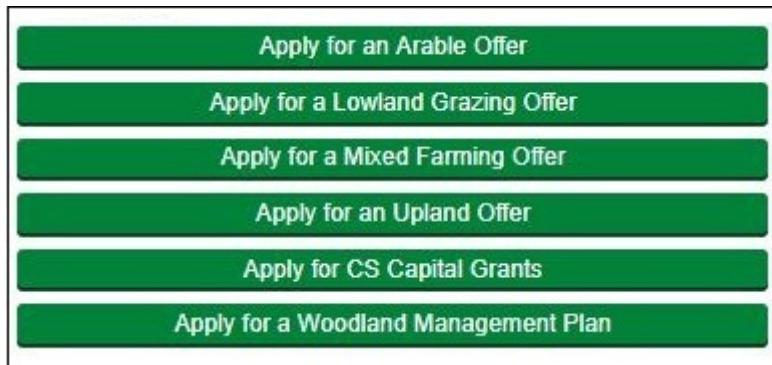 Apply for an Arable Offer
Apply for a Lowland Grazing Offer
Apply for a Mixed Farming Offer
Apply for an Upland Offer
Apply for CS Capital Grants
Apply for a Woodland Management Plan